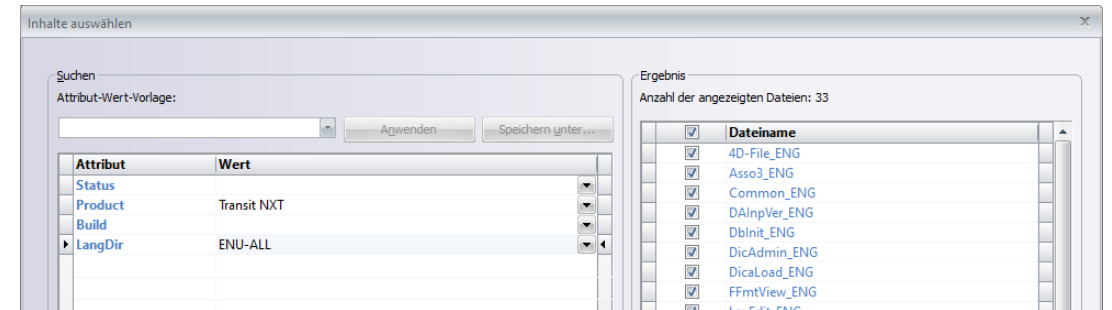 Inhalte auswählen
Suchen
Attribut-Wert-Vorlage:
Anwenden
Speichern unter...
Attribut Wert
Status
Product Transit NXT
Build
LangDir ENU-ALL
Ergebnis
Anzahl der angezeigten Dateien: 33
Dateiname
4D-File_ENG
Asso3_ENG
Common_ENG
DAInpVer_ENG
DbInit_ENG
DicAdmin_ENG
DicaLoad_ENG
FFmtView_ENG